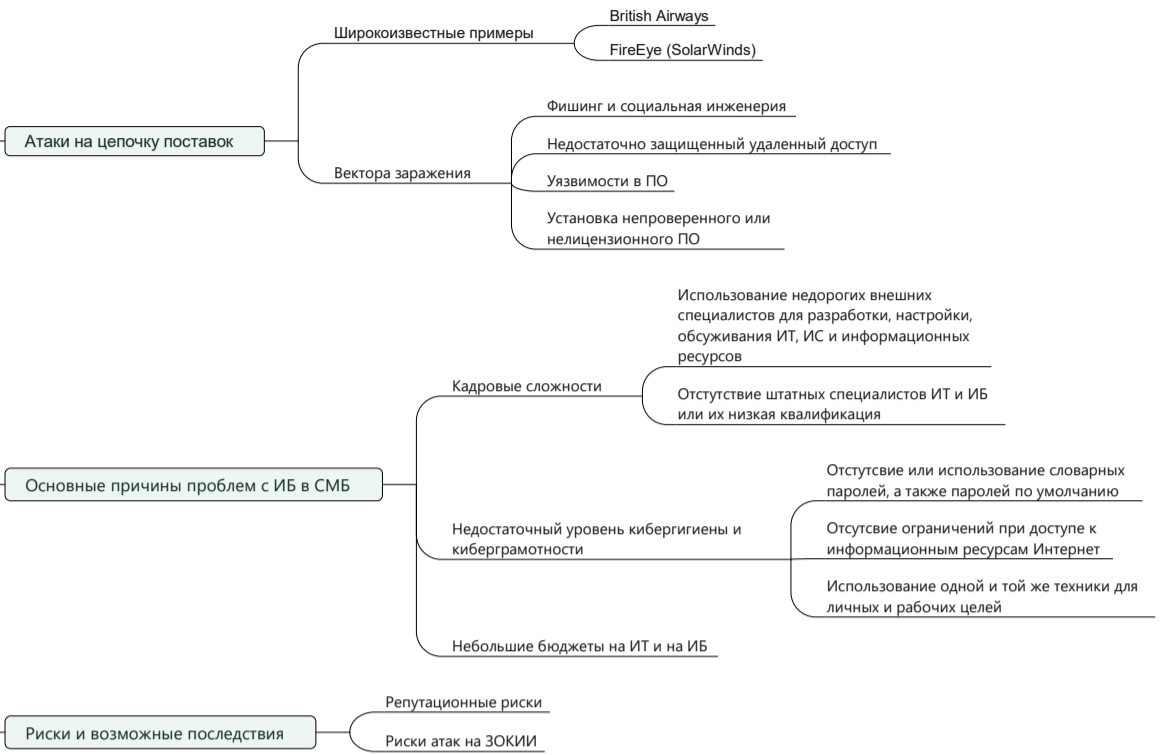 Широкоизвестные примеры
British Airways
FireEye (SolarWinds)
Атаки на цепочку поставок
Вектора заражения
Фишинг и социальная инженерия
Недостаточно защищенный удаленный доступ
Уязвимости в ПО
Установка непроверенного или
нелицензионного ПО
Основные причины проблем с ИБ в СМБ
Кадровые сложности
Использование недорогих внешних
специалистов для разработки, настройки,
обсуживания ИТ, ИС и информационных
ресурсов
Отстутствие штатных специалистов ИТ и ИБ
или их низкая квалификация
Недостаточный уровень кибергигиены и
киберграмотности
Отстутсвие или использование словарных
паролей, а также паролей по умолчанию
Отсутсвие ограничений при доступе к
информационным ресурсам Интернет
Использование одной и той же техники для
личных и рабочих целей
Небольшие бюджеты на ИТ и на ИБ
Риски и возможные последствия
Репутационные риски
Риски атак на ЗОКИИ